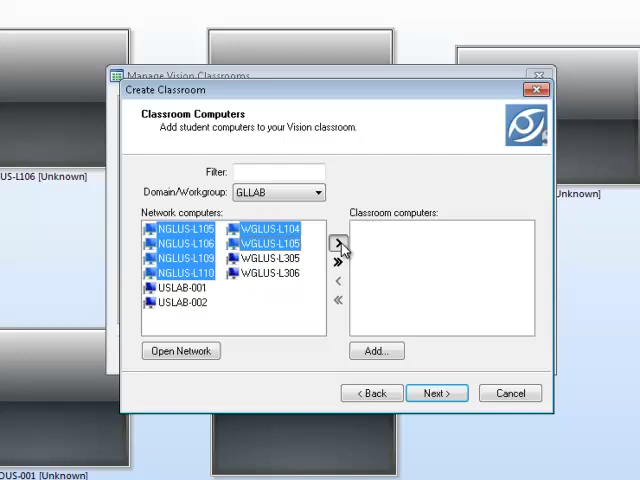 Manage Vision Classrooms
Create Classroom
Classroom Computers
Add student computers to your Vision classroom.
US-L106 [Unknown]
Unknown]
Filter:
Domain/Workgroup: GLLAB
Network computers:
Classroom computers:
NGLUS-L105 WGLUS-L104
NGLUS-L106 WGLUS-L105
NGLUS-L109 WGLUS-L305
NGLUS-L110 WGLUS-L306
USLAB-001
USLAB-002
>
»
<
«
Open Network
Add...
< Back
Next >
Cancel
OUS-001 [Unknown]